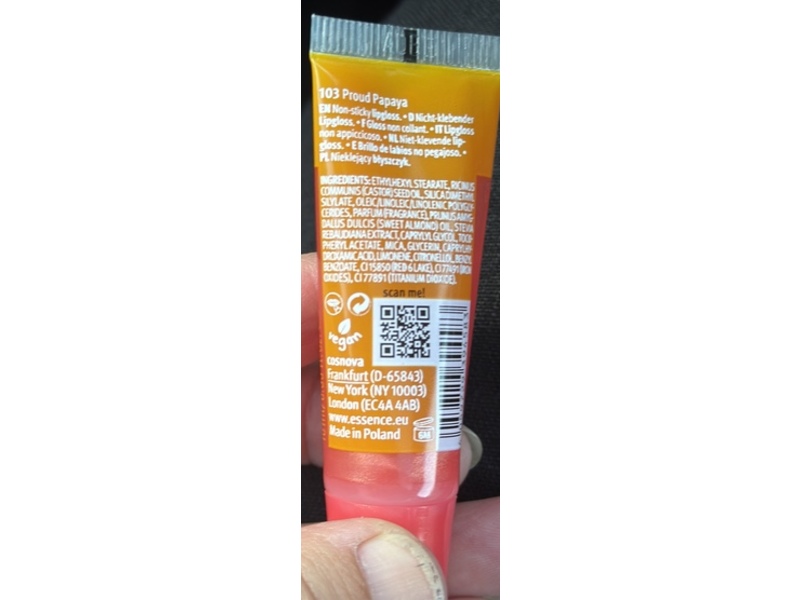 103 Proud Papaya
EN Non-sticky lipgloss. • D Nicht-klebender
Lipgloss. • F Gloss non collant. • IT Lipgloss
non appiccicoso. • NL Niet-klevende lip-
gloss. • E Brillo de labios no pegajoso. •
PL Nieklejący błyszczyk.
INGREDIENTS: ETHYLHEXYL STEARATE, RICINUS
COMMUNIS (CASTOR) SEED OIL, SILICA DIMETHYL
SILYLATE, OLEIC/LINOLEIC/LINOLENIC POLYGLY-
CERIDES, PARFUM (FRAGRANCE), PRUNUS AMYG-
DALUS DULCIS (SWEET ALMOND) OIL, STEVIA
REBAUDIANA EXTRACT, CAPRYLYL GLYCOL, TOCO-
PHERYL ACETATE, MICA, GLYCERIN, CAPRYLHY-
DROXAMIC ACID, LIMONENE, CITRONELLOL, BENZYL
BENZOATE, CI 15850 (RED 6 LAKE), CI 77491 (IRON
OXIDES), CI 77891 (TITANIUM DIOXIDE).
scan me!
vegan
cosnova
Frankfurt (D-65843)
New York (NY 10003)
London (EC4A 4AB)
www.essence.eu
Made in Poland
6M